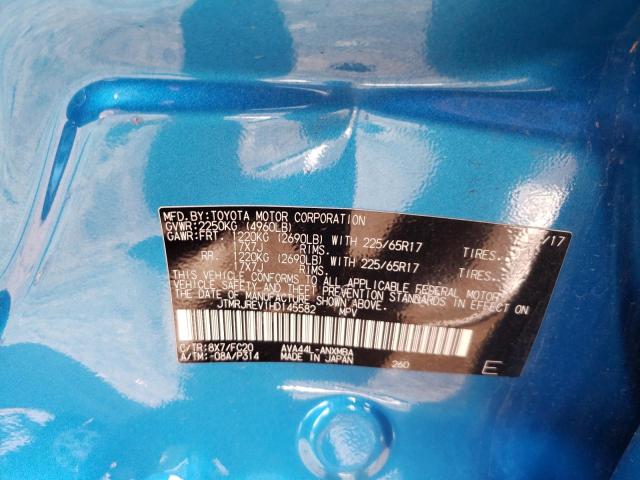 MFD.BY:TOYOTA MOTOR CORPORATION /17
GVWR:2250KG (4960LB)
GAWR:FRT. 1220KG (2690LB) WITH 225/65R17 TIRES.
17X7J RIMS.
RR. 1220KG (2690LB) WITH 225/65R17 TIRES.
17X7J RIMS.
THIS VEHICLE CONFORMS TO ALL APPLICABLE FEDERAL MOTOR
VEHICLE SAFETY AND THEFT PREVENTION STANDARDS IN EFFECT
ON THE DATE OF MANUFACTURE SHOWN ABOVE.
JTMRJREV1HD145582 MPV
C/TR:8X7/FC20 AVA44L-ANXMBA
A/TM:-08A/P314 MADE IN JAPAN 260 E